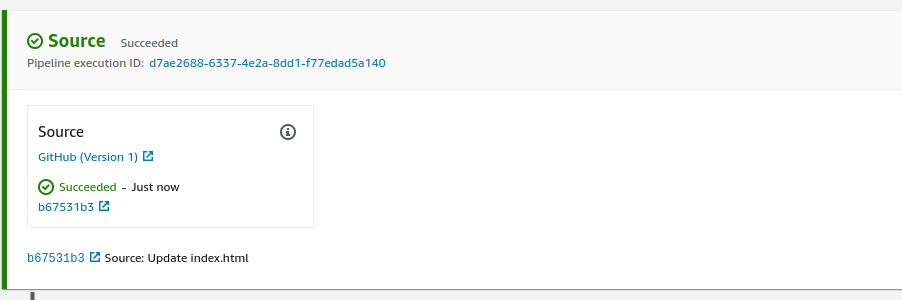 Source Succeeded
Pipeline execution ID: d7ae2688-6337-4e2a-8dd1-f77edad5a140
Source
GitHub (Version 1)
Succeeded - Just now
b67531b3
b67531b3 Source: Update index.html